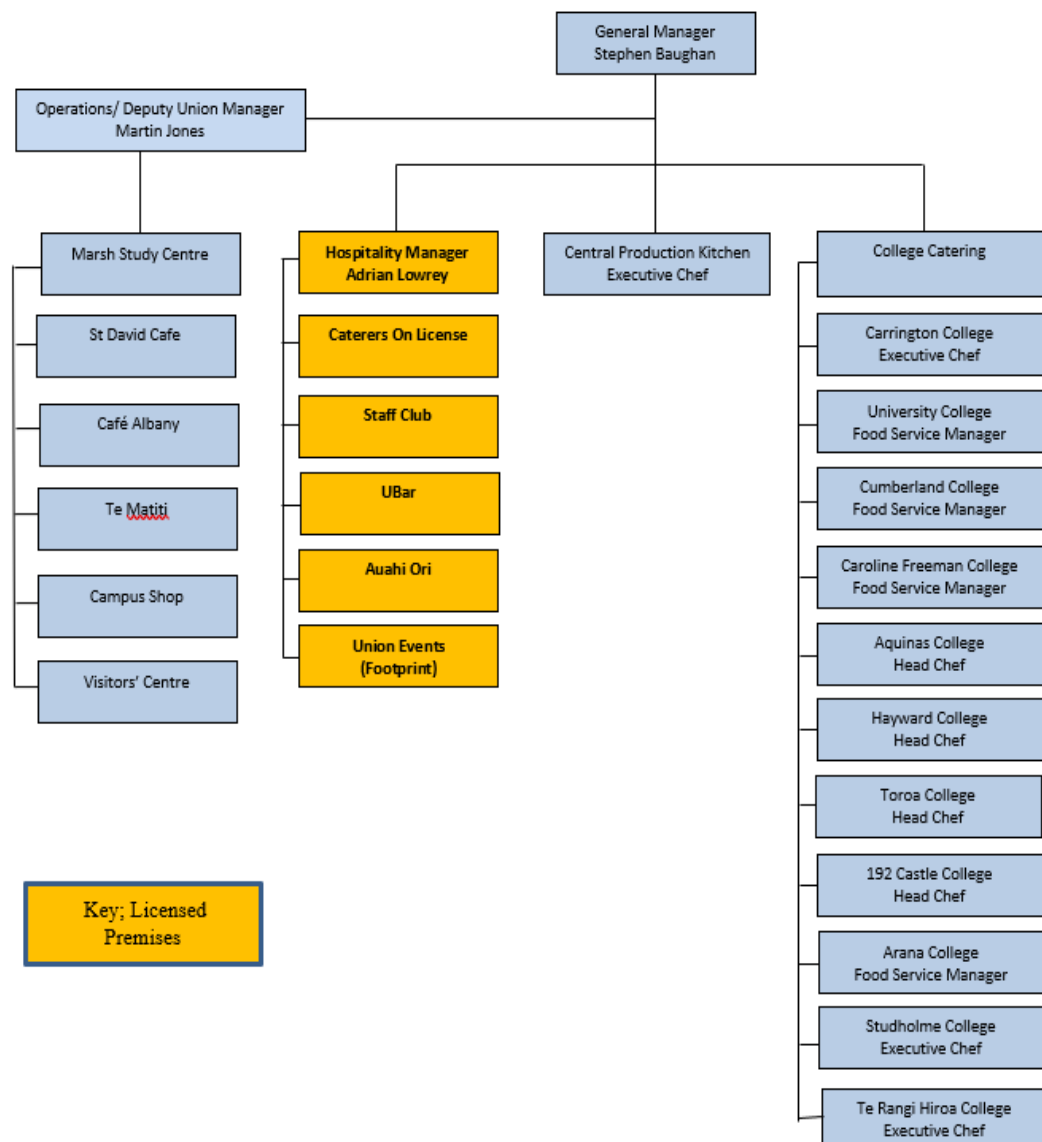 General Manager
Stephen Baughan
Operations/ Deputy Union Manager
Martin Jones
Marsh Study Centre
St David Cafe
Café Albany
Te Matiti
Campus Shop
Visitors’ Centre
Hospitality Manager
Adrian Lowrey
Caterers On License
Staff Club
UBar
Auahi Ori
Union Events
(Footprint)
Central Production Kitchen
Executive Chef
College Catering
Carrington College
Executive Chef
University College
Food Service Manager
Cumberland College
Food Service Manager
Caroline Freeman College
Food Service Manager
Aquinas College
Head Chef
Hayward College
Head Chef
Toroa College
Head Chef
192 Castle College
Head Chef
Arana College
Food Service Manager
Studholme College
Executive Chef
Te Rangi Hiroa College
Executive Chef
Key; Licensed
Premises